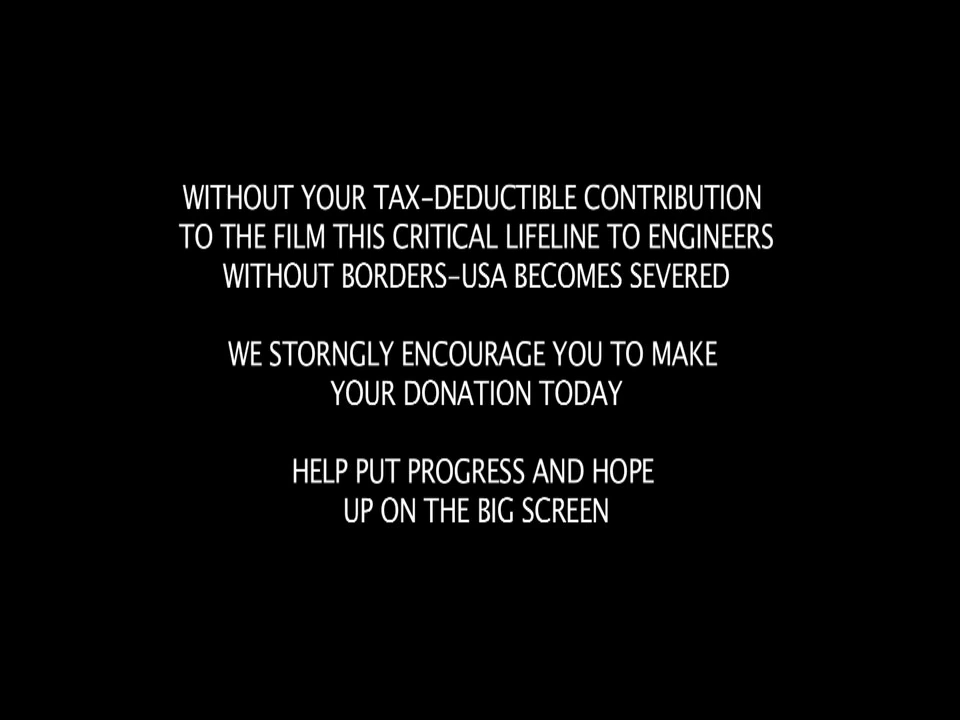 WITHOUT YOUR TAX-DEDUCTIBLE CONTRIBUTION
TO THE FILM THIS CRITICAL LIFELINE TO ENGINEERS
WITHOUT BORDERS-USA BECOMES SEVERED
WE STORNGLY ENCOURAGE YOU TO MAKE
YOUR DONATION TODAY
HELP PUT PROGRESS AND HOPE
UP ON THE BIG SCREEN